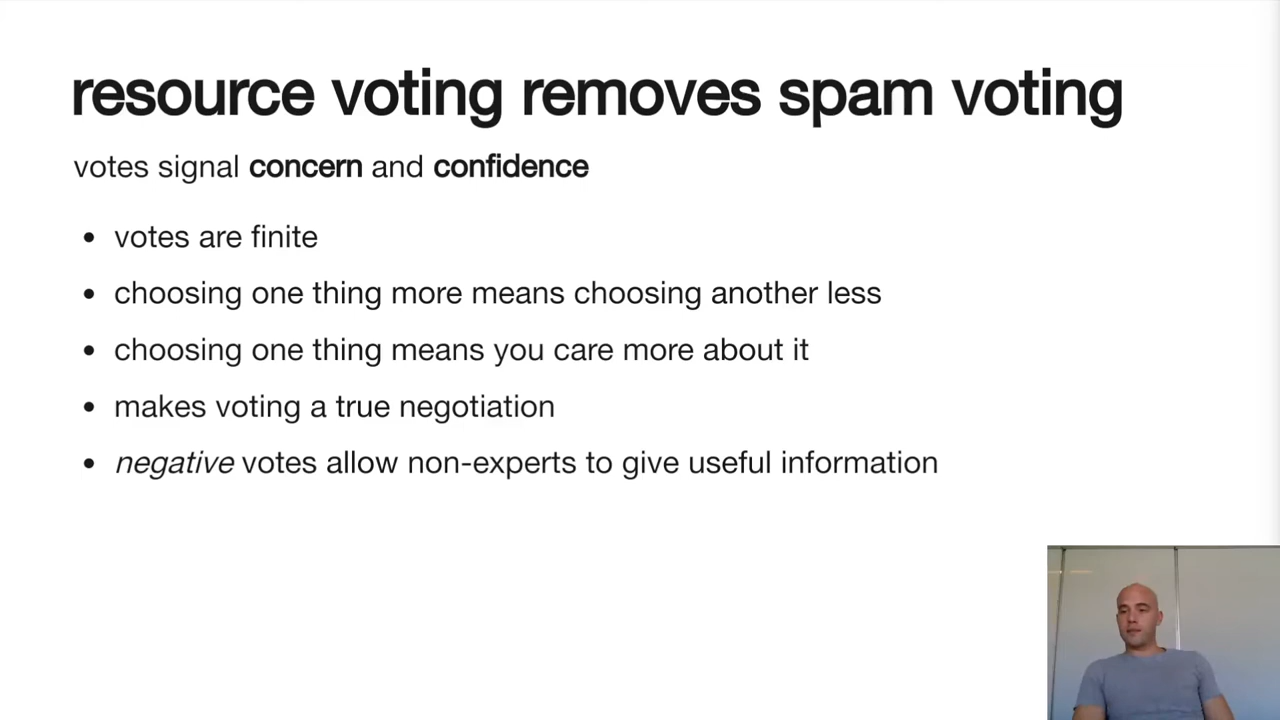 resource voting removes spam voting
votes signal concern and confidence
• votes are finite
• choosing one thing more means choosing another less
• choosing one thing means you care more about it
• makes voting a true negotiation
• negative votes allow non-experts to give useful information